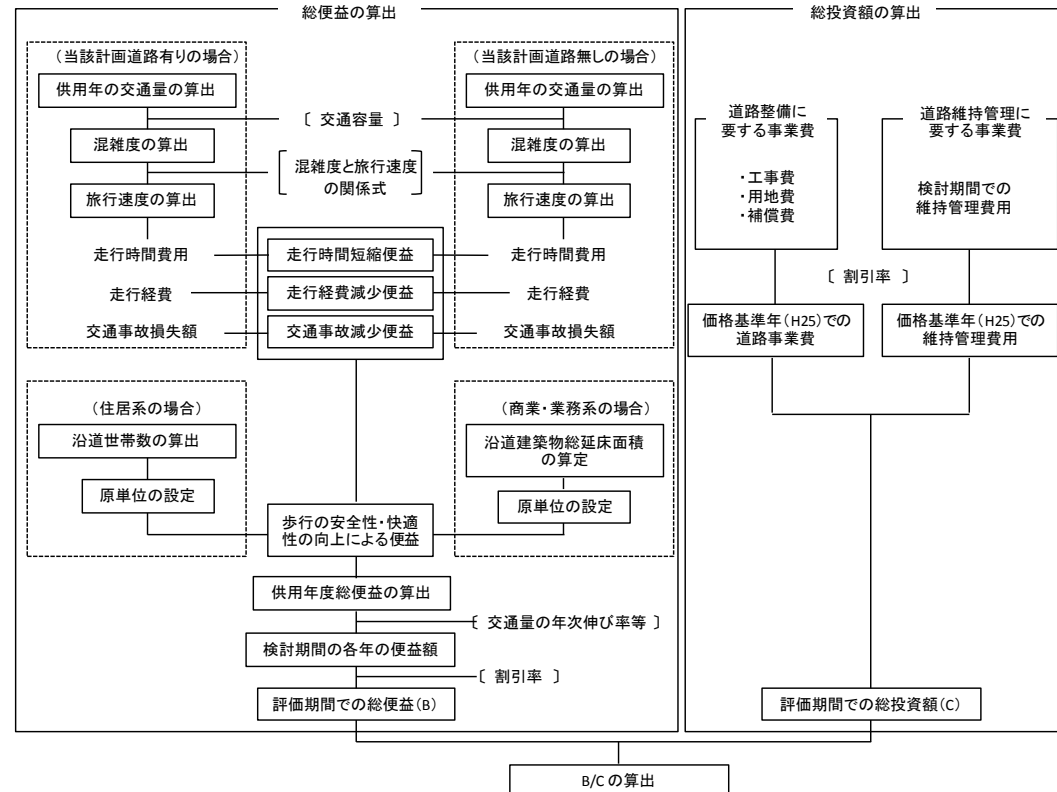 総便益の算出
(当該計画道路有りの場合)
供用年の交通量の算出
混雑度の算出
旅行速度の算出
走行時間費用
走行経費
交通事故損失額
〔 交通容量 〕
混雑度と旅行速度
の関係式
走行時間短縮便益
走行経費減少便益
交通事故減少便益
(当該計画道路無しの場合)
供用年の交通量の算出
混雑度の算出
旅行速度の算出
走行時間費用
走行経費
交通事故損失額
(住居系の場合)
沿道世帯数の算出
原単位の設定
(商業・業務系の場合)
沿道建築物総延床面積
の算定
原単位の設定
歩行の安全性・快適
性の向上による便益
供用年度総便益の算出
〔 交通量の年次伸び率等 〕
検討期間の各年の便益額
〔 割引率 〕
評価期間での総便益(B)
総投資額の算出
道路整備に
要する事業費
・工事費
・用地費
・補償費
道路維持管理に
要する事業費
検討期間での
維持管理費用
〔 割引率 〕
価格基準年(H25)での
道路事業費
価格基準年(H25)での
維持管理費用
評価期間での総投資額(C)
B/C の算出